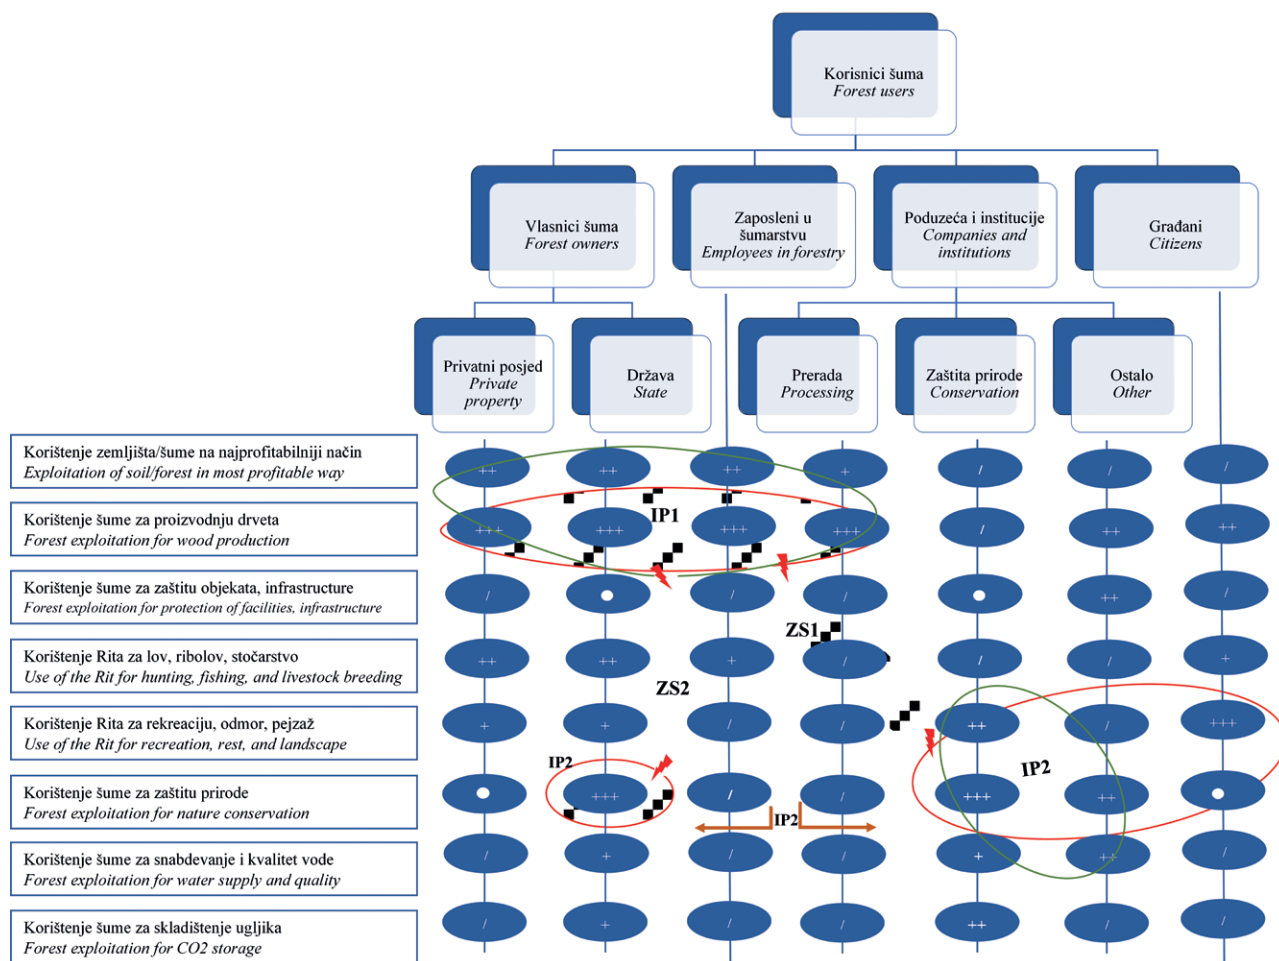 Korisnici šuma
Forest users
Vlasnici šuma
Forest owners
Zaposleni u
šumarstvu
Employees in forestry
Poduzeća i institucije
Companies and
institutions
Građani
Citizens
Privatni posjed
Private
property
Država
State
Prerada
Processing
Zaštita prirode
Conservation
Ostalo
Other
Korištenje zemljišta/šume na najprofitabilniji način
Exploitation of soil/forest in most profitable way
++ ++ ++ + / / /
Korištenje šume za proizvodnju drveta
Forest exploitation for wood production
IP1
+++ +++ +++ +++ / ++ ++
Korištenje šume za zaštitu objekata, infrastructure
Forest exploitation for protection of facilities, infrastructure
/ / / ++ /
ZS1
Korištenje Rita za lov, ribolov, stočarstvo
Use of the Rit for hunting, fishing, and livestock breeding
++ ++ + / / / +
ZS2
Korištenje Rita za rekreaciju, odmor, pejzaž
Use of the Rit for recreation, rest, and landscape
+ + / / ++ / +++
IP2
IP2
Korištenje šume za zaštitu prirode
Forest exploitation for nature conservation
+++ / / +++ ++
IP2
Korištenje šume za snabdevanje i kvalitet vode
Forest exploitation for water supply and quality
/ + / / + ++ /
Korištenje šume za skladištenje ugljika
Forest exploitation for CO2 storage
/ + / / ++ / /